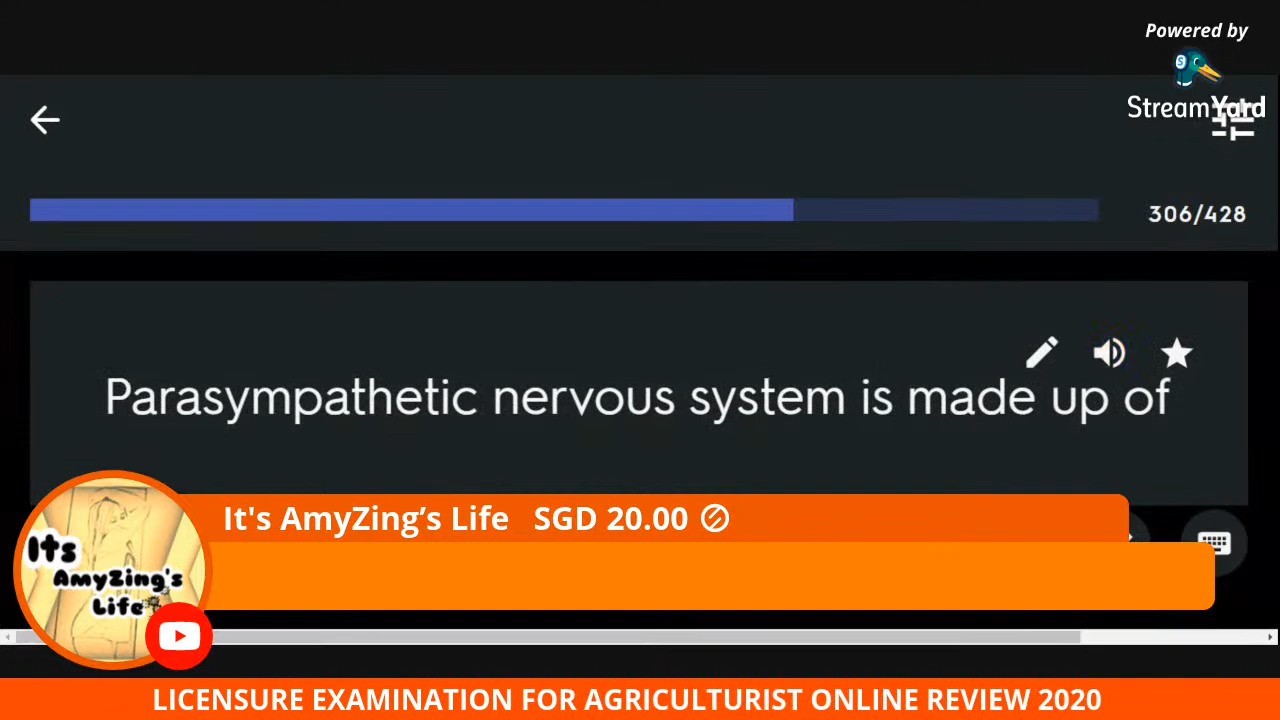 Powered by
StreamYard
306/428
Parasympathetic nervous system is made up of
It's AmyZing’s Life SGD 20.00
Its
AmyZing's
Life
LICENSURE EXAMINATION FOR AGRICULTURIST ONLINE REVIEW 2020